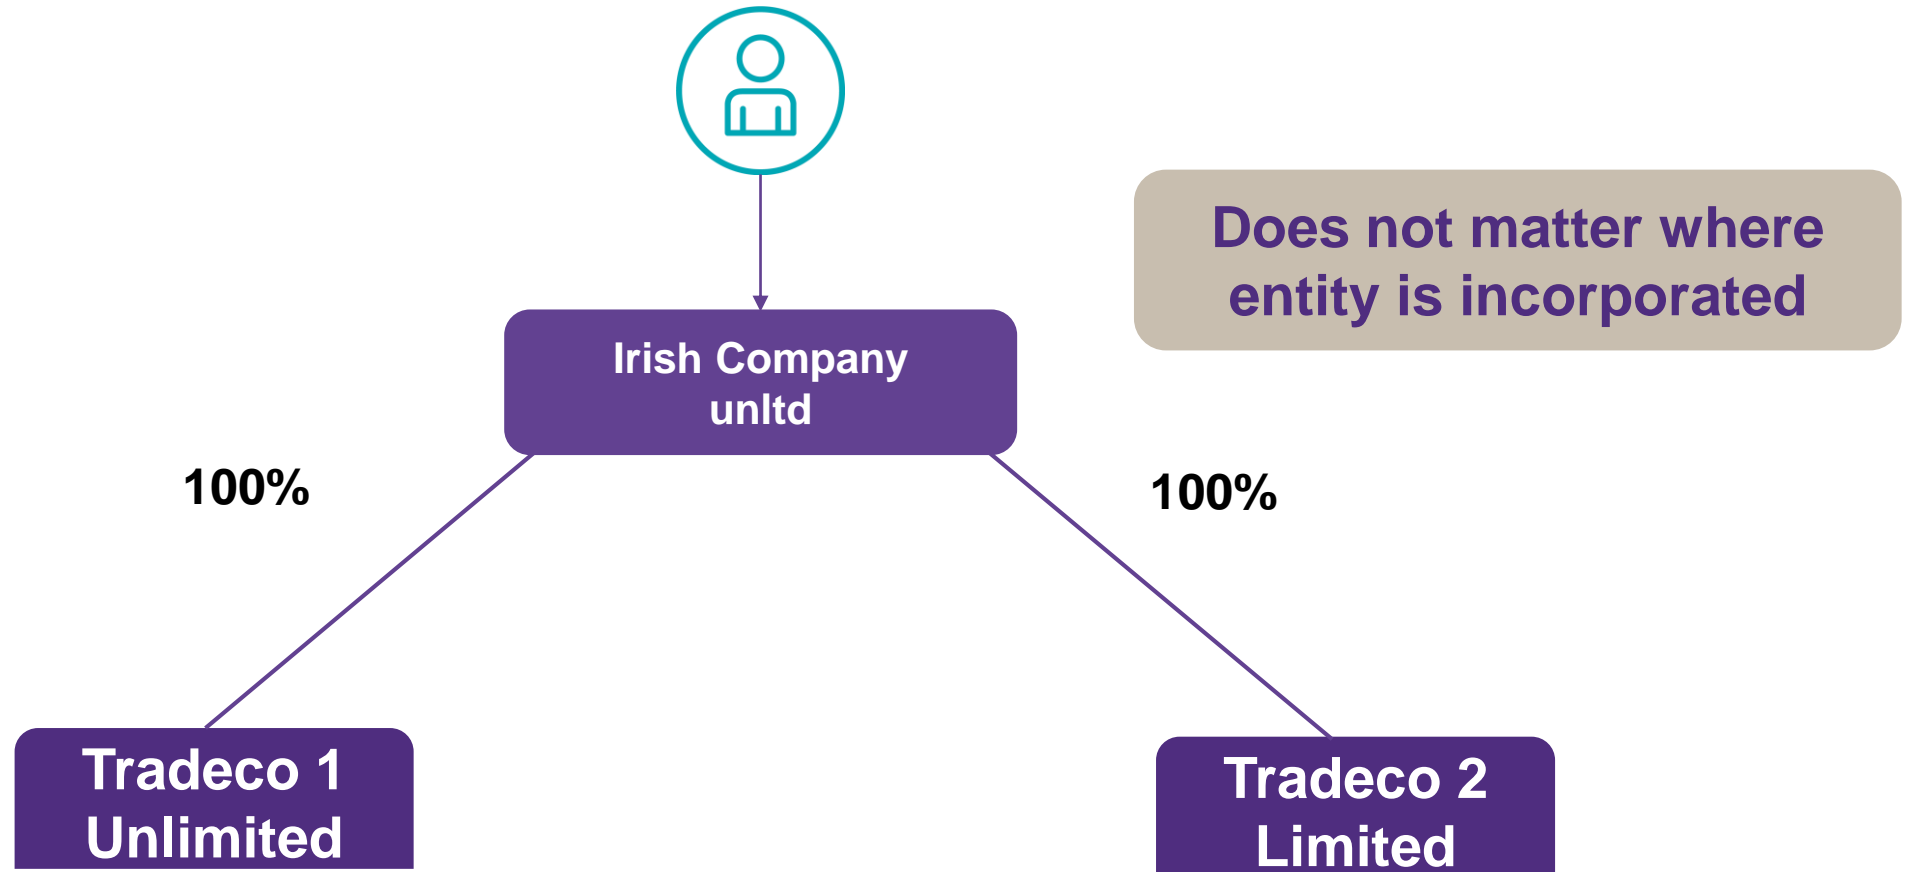 Does not matter where
entity is incorporated
Irish Company
unltd
100%
100%
Tradeco 1
Unlimited
Tradeco 2
Limited